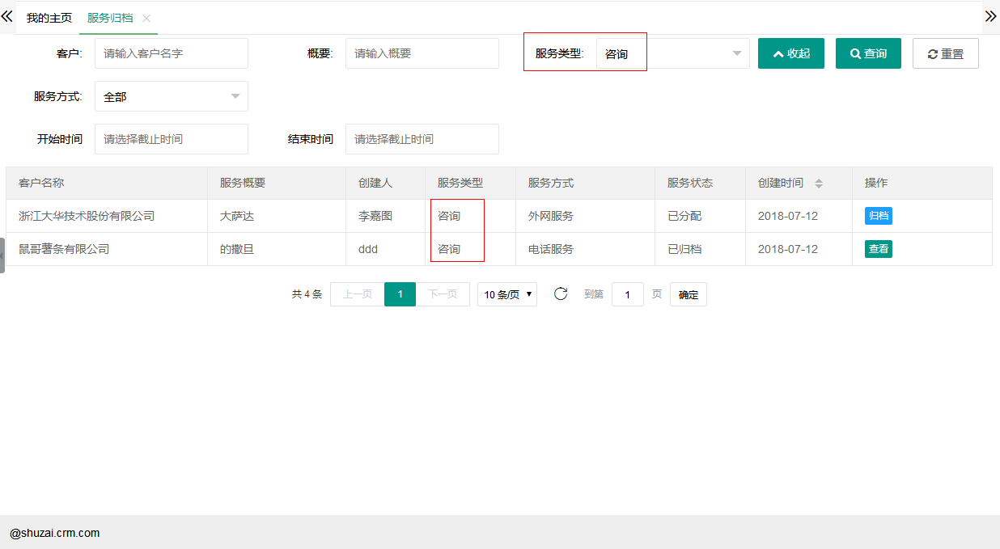 我的主页 服务归档
客户: 请输入客户名字 概要: 请输入概要 服务类型: 咨询 收起 查询 重置
服务方式: 全部
开始时间 请选择截止时间 结束时间 请选择截止时间
客户名称 服务概要 创建人 服务类型 服务方式 服务状态 创建时间 操作
浙江大华技术股份有限公司 大萨达 李嘉图 咨询 外网服务 已分配 2018-07-12 归档
鼠哥薯条有限公司 的撒旦 ddd 咨询 电话服务 已归档 2018-07-12 查看
共 4 条 上一页 1 下一页 10 条/页 到第 1 页 确定
@shuzai.crm.com